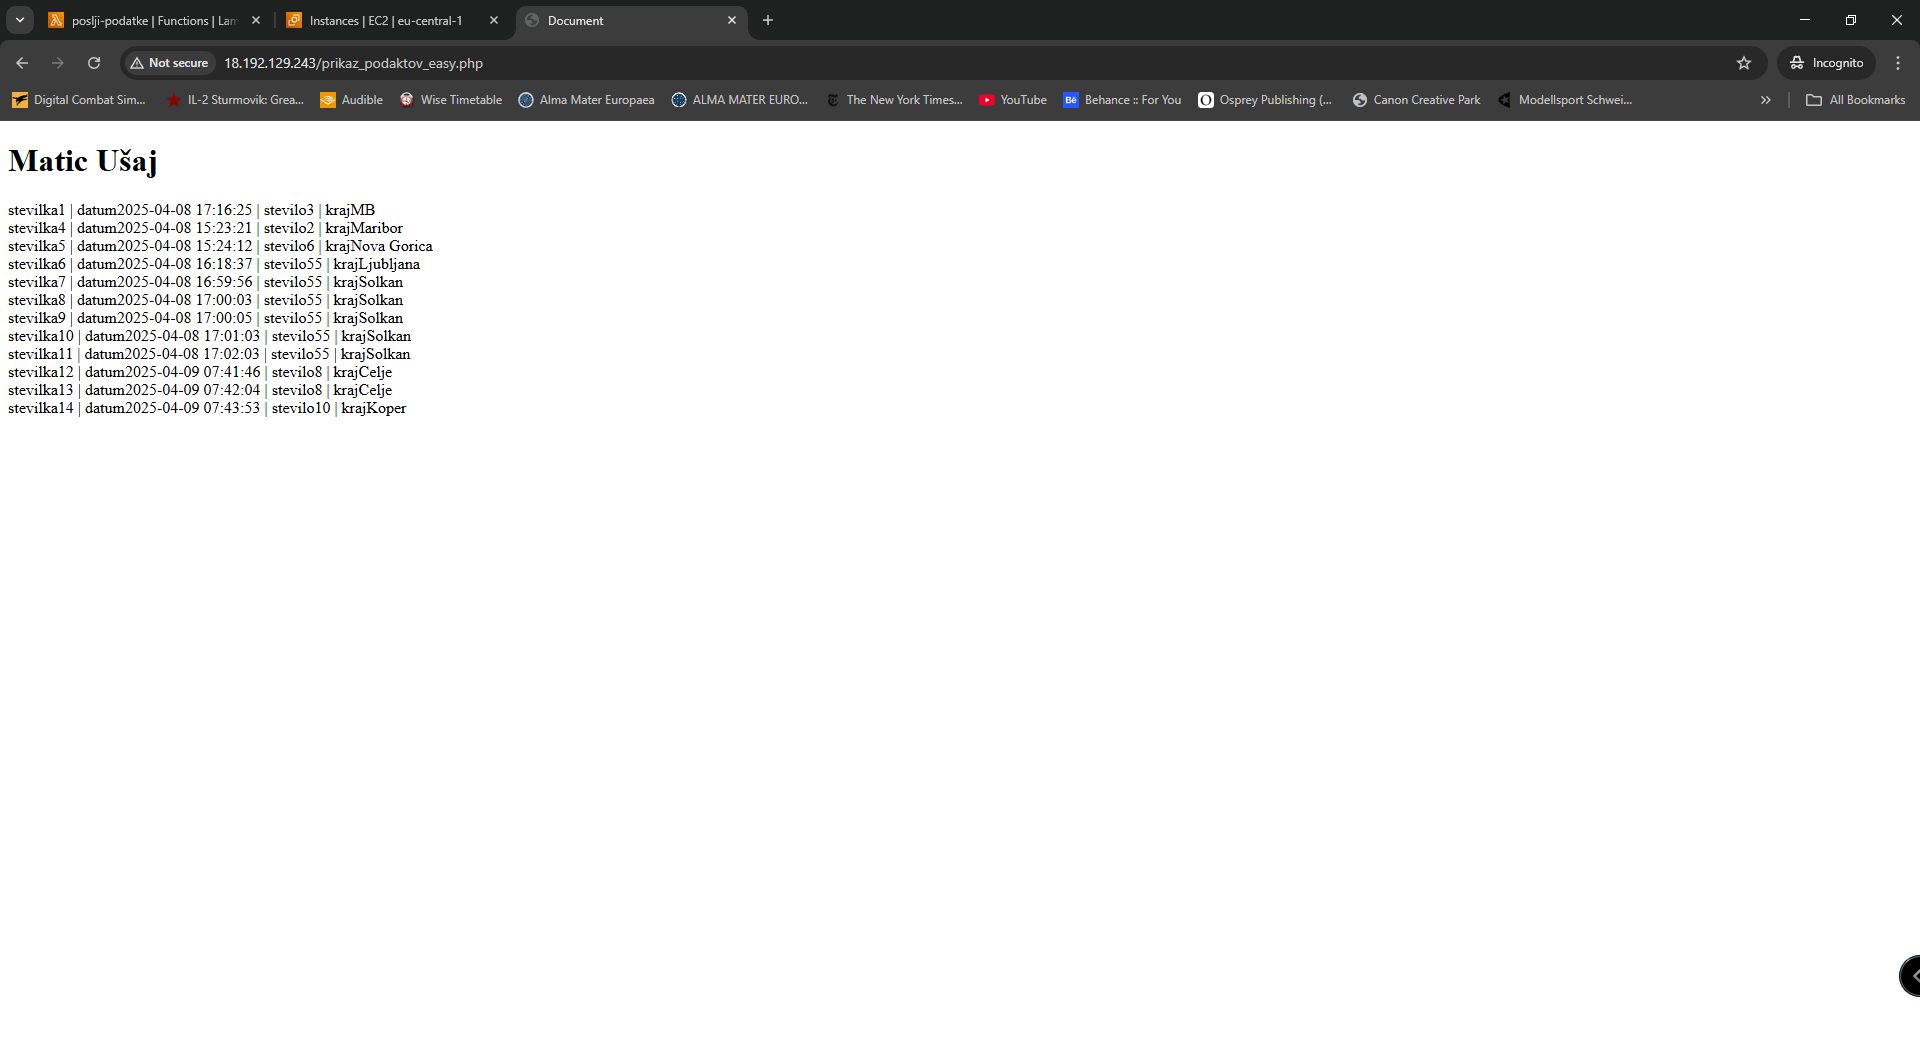 poslji-podatke | Functions | Lam
Instances | EC2 | eu-central-1
Document
Not secure
18.192.129.243/prikaz_podaktov_easy.php
Incognito
Digital Combat Sim...
IL-2 Sturmovik: Grea...
Audible
Wise Timetable
Alma Mater Europaea
ALMA MATER EURO...
The New York Times...
YouTube
Bē
Behance :: For You
Osprey Publishing (...
Canon Creative Park
Modellsport Schwei...
All Bookmarks
Matic Ušaj
stevilka1 | datum2025-04-08 17:16:25 | stevilo3 | krajMB
stevilka4 | datum2025-04-08 15:23:21 | stevilo2 | krajMaribor
stevilka5 | datum2025-04-08 15:24:12 | stevilo6 | krajNova Gorica
stevilka6 | datum2025-04-08 16:18:37 | stevilo55 | krajLjubljana
stevilka7 | datum2025-04-08 16:59:56 | stevilo55 | krajSolkan
stevilka8 | datum2025-04-08 17:00:03 | stevilo55 | krajSolkan
stevilka9 | datum2025-04-08 17:00:05 | stevilo55 | krajSolkan
stevilka10 | datum2025-04-08 17:01:03 | stevilo55 | krajSolkan
stevilka11 | datum2025-04-08 17:02:03 | stevilo55 | krajSolkan
stevilka12 | datum2025-04-09 07:41:46 | stevilo8 | krajCelje
stevilka13 | datum2025-04-09 07:42:04 | stevilo8 | krajCelje
stevilka14 | datum2025-04-09 07:43:53 | stevilo10 | krajKoper